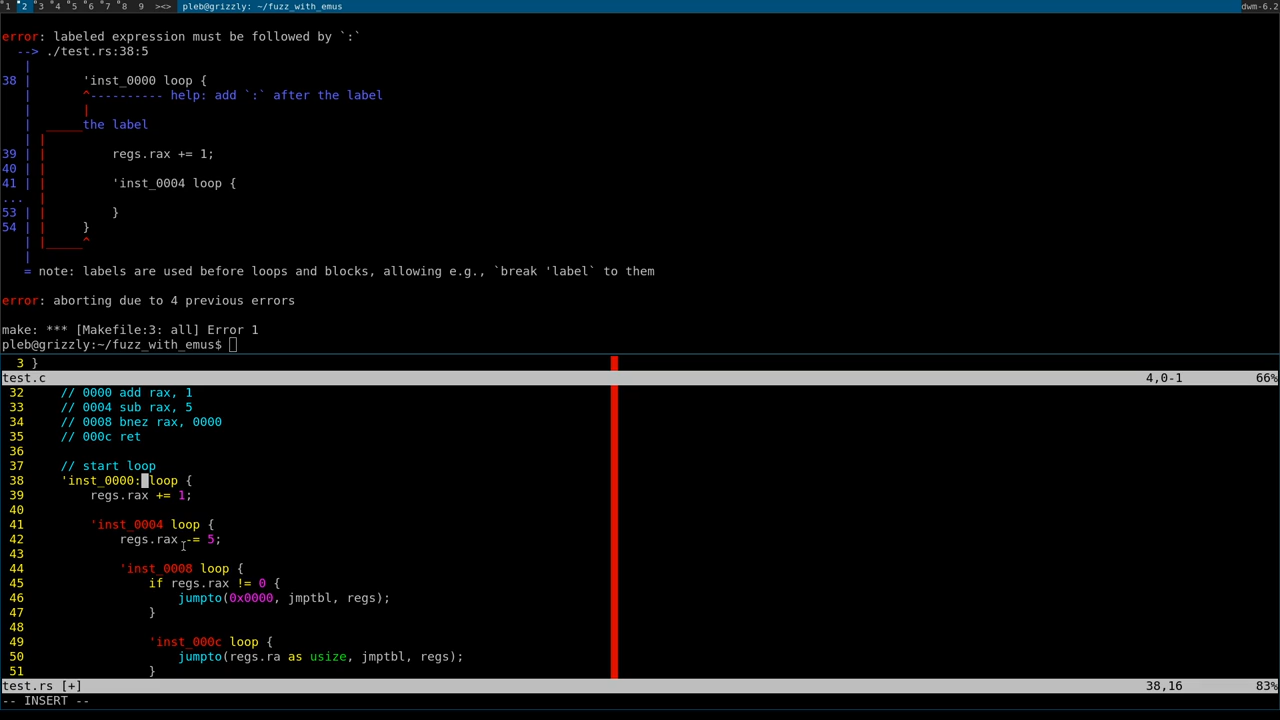 1 2 3 4 5 6 7 8 9 ><> pleb@grizzly: ~/fuzz_with_emus dwm-6.2
error: labeled expression must be followed by `:`
  --> ./test.rs:38:5
   |
38 |       'inst_0000 loop {
   |       ^---------- help: add `:` after the label
   |       |
   |  _____the label
   | |
39 | |         regs.rax += 1;
40 | |
41 | |         'inst_0004 loop {
...  |
53 | |         }
54 | |     }
   | |_____^
   |
   = note: labels are used before loops and blocks, allowing e.g., `break 'label` to them
error: aborting due to 4 previous errors
make: *** [Makefile:3: all] Error 1
pleb@grizzly:~/fuzz_with_emus$
  3 }
test.c 4,0-1 66%
 32     // 0000 add rax, 1
 33     // 0004 sub rax, 5
 34     // 0008 bnez rax, 0000
 35     // 000c ret
 36
 37     // start loop
 38     'inst_0000: loop {
 39         regs.rax += 1;
 40
 41         'inst_0004 loop {
 42             regs.rax -= 5;
 43
 44             'inst_0008 loop {
 45                 if regs.rax != 0 {
 46                     jumpto(0x0000, jmptbl, regs);
 47                 }
 48
 49                 'inst_000c loop {
 50                     jumpto(regs.ra as usize, jmptbl, regs);
 51                 }
test.rs [+] 38,16 83%
-- INSERT --